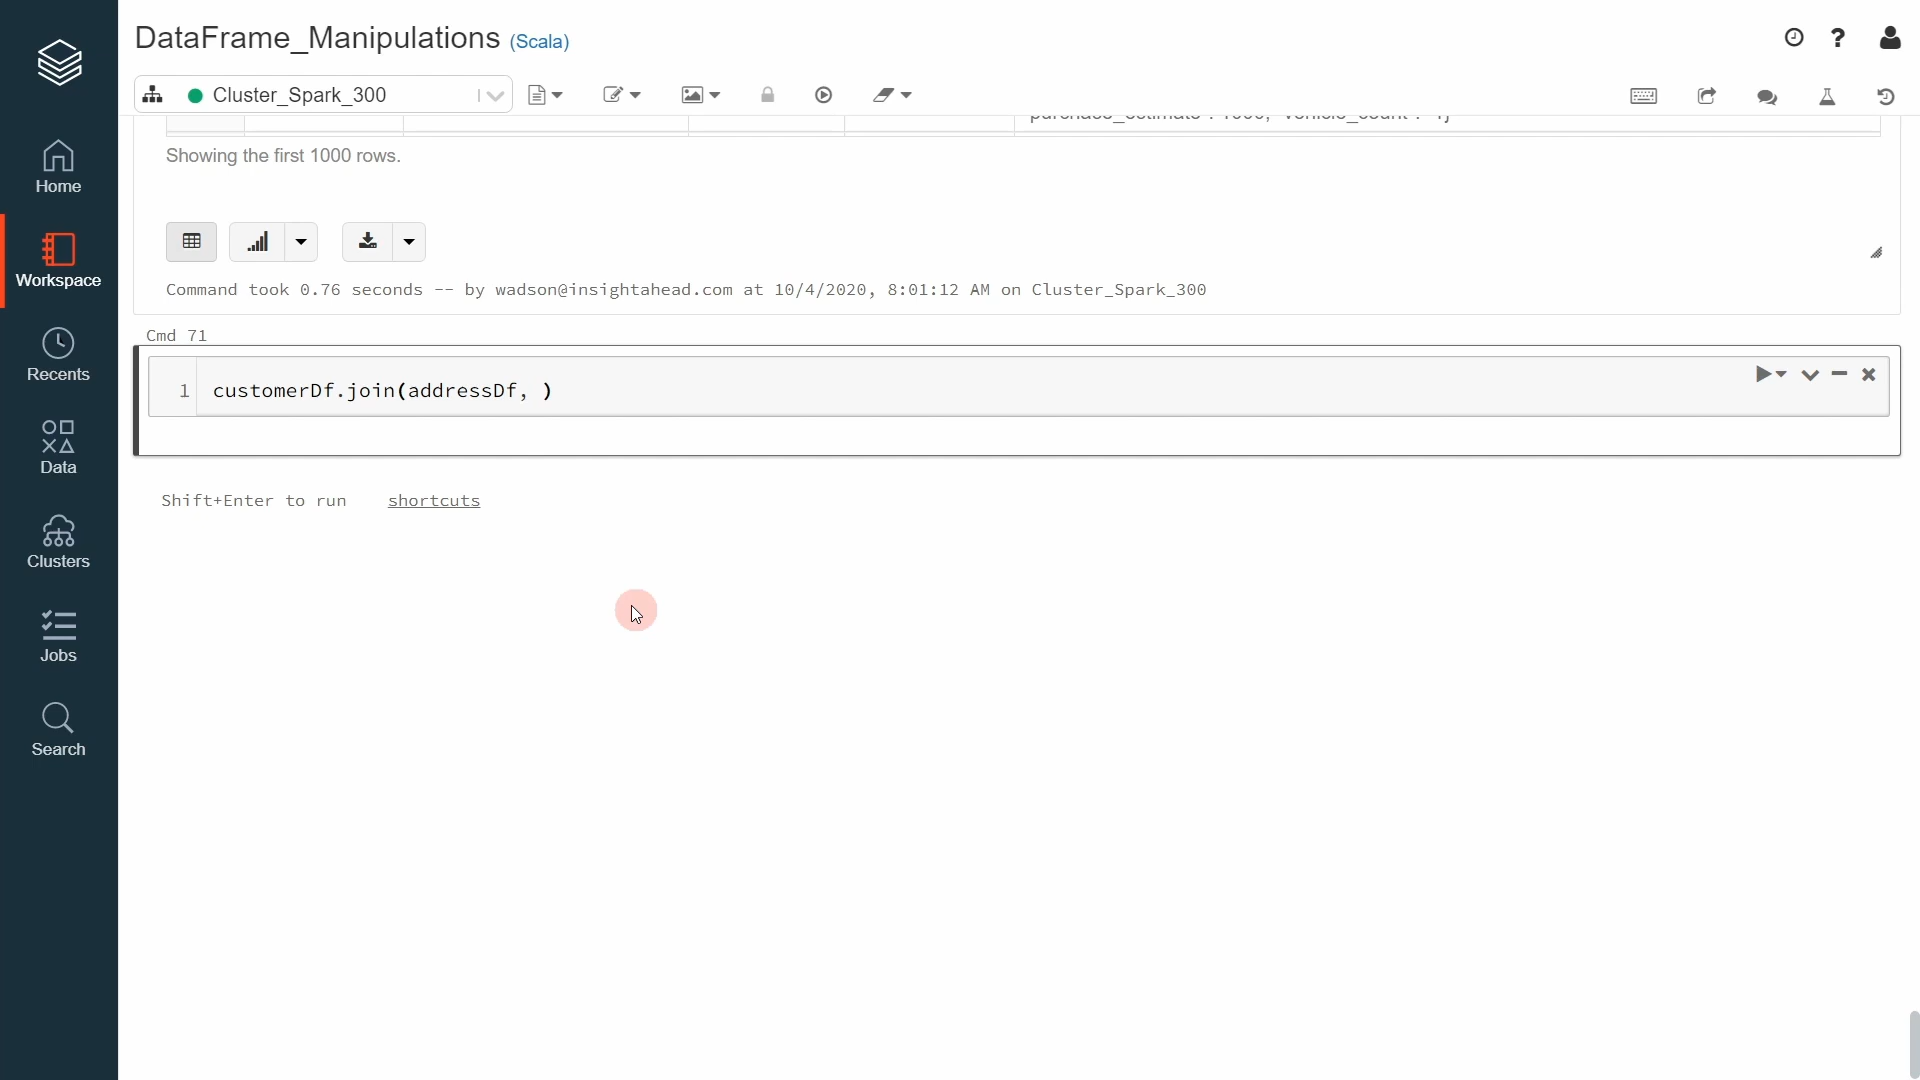 DataFrame_Manipulations (Scala)
Cluster_Spark_300
Home
Workspace
Recents
Data
Clusters
Jobs
Search
Showing the first 1000 rows.
Command took 0.76 seconds -- by wadson@insightahead.com at 10/4/2020, 8:01:12 AM on Cluster_Spark_300
Cmd 71
1 customerDf.join(addressDf, )
Shift+Enter to run shortcuts